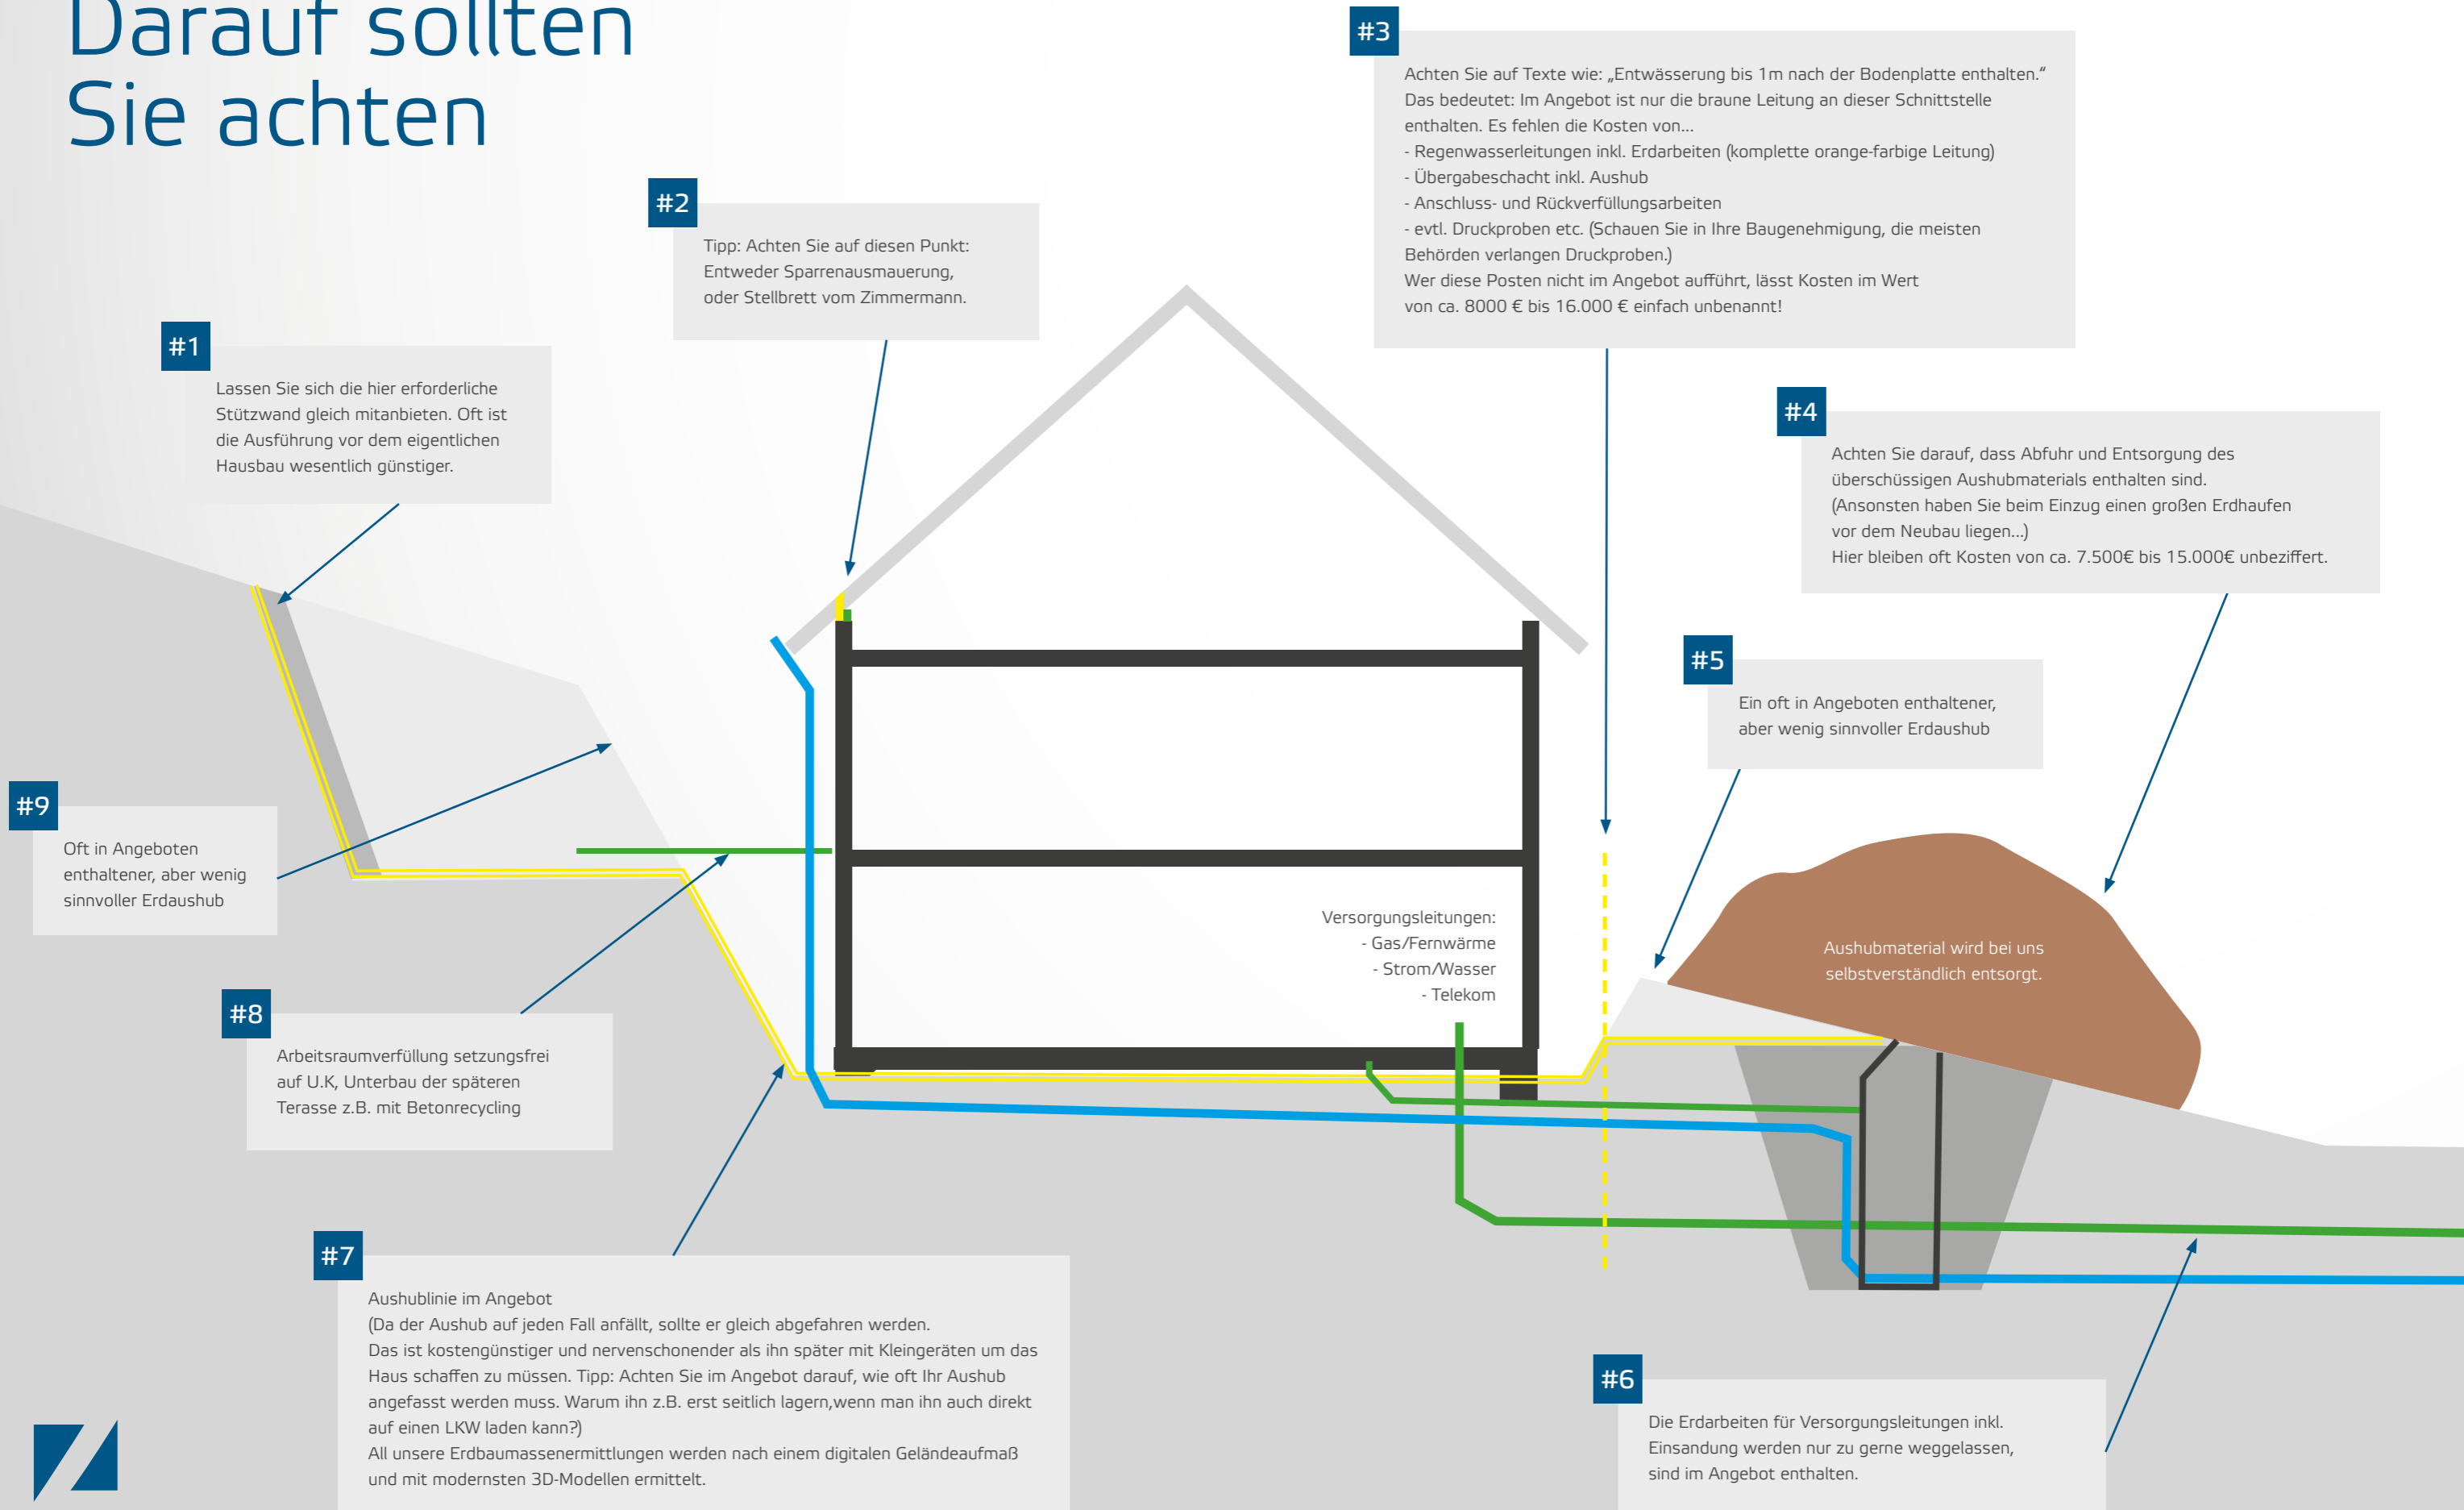 Darauf sollten
Sie achten
#1
Lassen Sie sich die hier erforderliche
Stützwand gleich mitanbieten. Oft ist
die Ausführung vor dem eigentlichen
Hausbau wesentlich günstiger.
#2
Tipp: Achten Sie auf diesen Punkt:
Entweder Sparrenausmauerung,
oder Stellbrett vom Zimmermann.
#3
Achten Sie auf Texte wie: „Entwässerung bis 1m nach der Bodenplatte enthalten.“
Das bedeutet: Im Angebot ist nur die braune Leitung an dieser Schnittstelle
enthalten. Es fehlen die Kosten von...
- Regenwasserleitungen inkl. Erdarbeiten (komplette orange-farbige Leitung)
- Übergabeschacht inkl. Aushub
- Anschluss- und Rückverfüllungsarbeiten
- evtl. Druckproben etc. (Schauen Sie in Ihre Baugenehmigung, die meisten
Behörden verlangen Druckproben.)
Wer diese Posten nicht im Angebot aufführt, lässt Kosten im Wert
von ca. 8000 € bis 16.000 € einfach unbenannt!
#4
Achten Sie darauf, dass Abfuhr und Entsorgung des
überschüssigen Aushubmaterials enthalten sind.
(Ansonsten haben Sie beim Einzug einen großen Erdhaufen
vor dem Neubau liegen...)
Hier bleiben oft Kosten von ca. 7.500€ bis 15.000€ unbeziffert.
#5
Ein oft in Angeboten enthaltener,
aber wenig sinnvoller Erdaushub
Aushubmaterial wird bei uns
selbstverständlich entsorgt.
Versorgungsleitungen:
- Gas/Fernwärme
- Strom/Wasser
- Telekom
#9
Oft in Angeboten
enthaltener, aber wenig
sinnvoller Erdaushub
#8
Arbeitsraumverfüllung setzungsfrei
auf U.K, Unterbau der späteren
Terasse z.B. mit Betonrecycling
#7
Aushublinie im Angebot
(Da der Aushub auf jeden Fall anfällt, sollte er gleich abgefahren werden.
Das ist kostengünstiger und nervenschonender als ihn später mit Kleingeräten um das
Haus schaffen zu müssen. Tipp: Achten Sie im Angebot darauf, wie oft Ihr Aushub
angefasst werden muss. Warum ihn z.B. erst seitlich lagern,wenn man ihn auch direkt
auf einen LKW laden kann?)
All unsere Erdbaumassenermittlungen werden nach einem digitalen Geländeaufmaß
und mit modernsten 3D-Modellen ermittelt.
#6
Die Erdarbeiten für Versorgungsleitungen inkl.
Einsandung werden nur zu gerne weggelassen,
sind im Angebot enthalten.